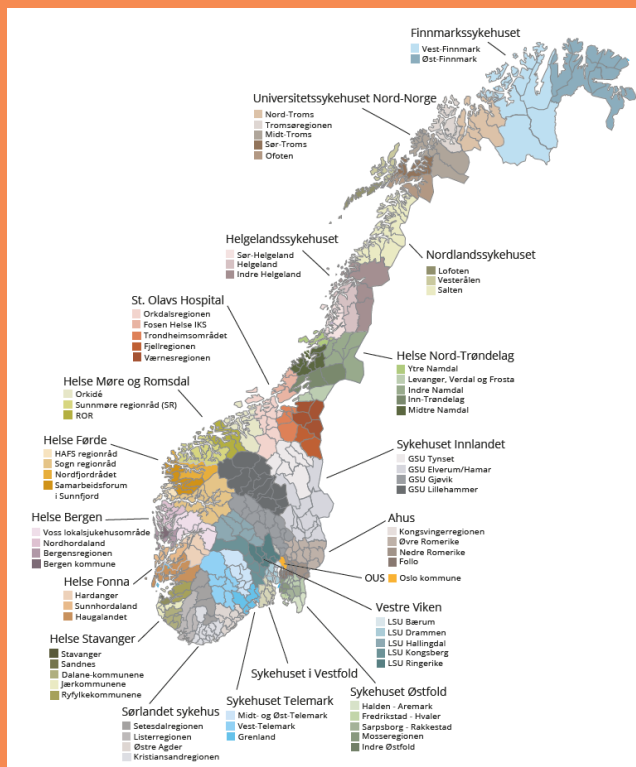 Finnmarkssykehuset
Vest-Finnmark
Øst-Finnmark
Universitetssykehuset Nord-Norge
Nord-Troms
Tromsøregionen
Midt-Troms
Sør-Troms
Ofoten
Helgelandssykehuset
Sør-Helgeland
Helgeland
Indre Helgeland
Nordlandssykehuset
Lofoten
Vesterålen
Salten
St. Olavs Hospital
Orkdalsregionen
Fosen Helse IKS
Trondheimsområdet
Fjellregionen
Værnesregionen
Helse Nord-Trøndelag
Ytre Namdal
Levanger, Verdal og Frosta
Indre Namdal
Inn-Trøndelag
Midtre Namdal
Helse Møre og Romsdal
Orkidé
Sunnmøre regionråd (SR)
ROR
Helse Førde
HAFS regionråd
Sogn regionråd
Nordfjordrådet
Samarbeidsforum
i Sunnfjord
Sykehuset Innlandet
GSU Tynset
GSU Elverum/Hamar
GSU Gjøvik
GSU Lillehammer
Helse Bergen
Voss lokalsjukehusområde
Nordhordaland
Bergensregionen
Bergen kommune
Ahus
Kongsvingerregionen
Øvre Romerike
Nedre Romerike
Follo
OUS
Oslo kommune
Helse Fonna
Hardanger
Sunnhordaland
Haugalandet
Vestre Viken
LSU Bærum
LSU Drammen
LSU Hallingdal
LSU Kongsberg
LSU Ringerike
Helse Stavanger
Stavanger
Sandnes
Dalane-kommunene
Jærkommunene
Ryfylkekommunene
Sykehuset i Vestfold
Sykehuset Østfold
Halden - Aremark
Fredrikstad - Hvaler
Sarpsborg - Rakkestad
Mosseregionen
Indre Østfold
Sykehuset Telemark
Midt- og Øst-Telemark
Vest-Telemark
Grenland
Sørlandet sykehus
Setesdalregionen
Listerregionen
Østre Agder
Kristiansandregionen